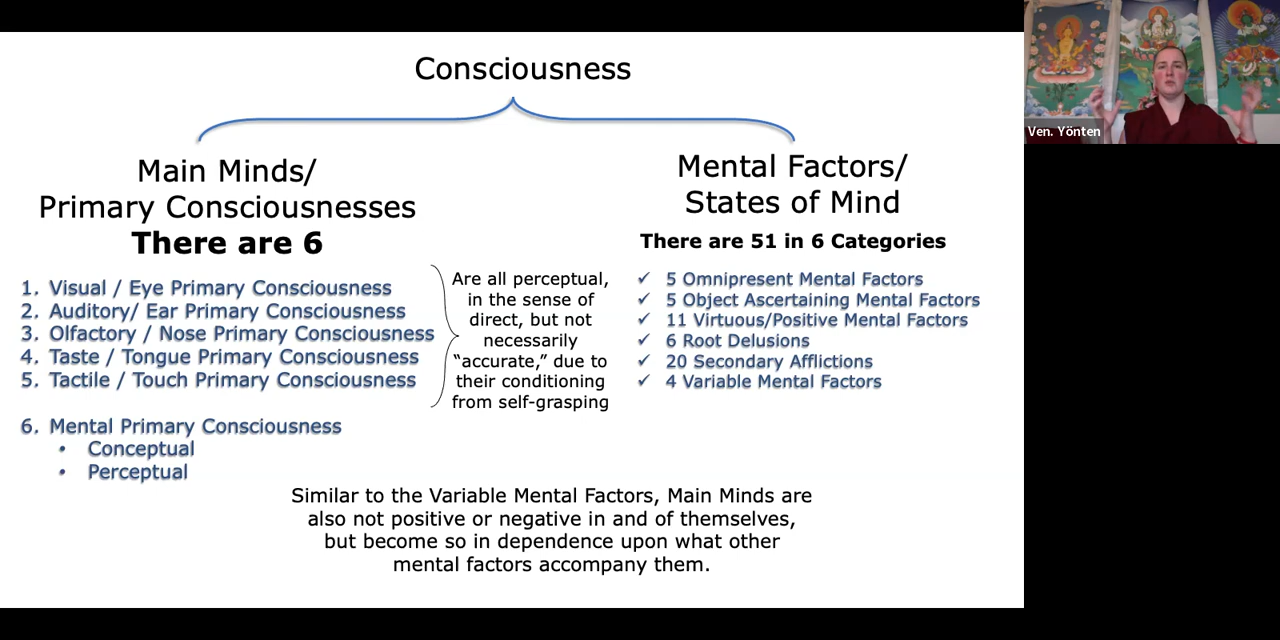 Consciousness
Main Minds/
Primary Consciousnesses
There are 6
1. Visual / Eye Primary Consciousness
2. Auditory/ Ear Primary Consciousness
3. Olfactory / Nose Primary Consciousness
4. Taste / Tongue Primary Consciousness
5. Tactile / Touch Primary Consciousness
6. Mental Primary Consciousness
• Conceptual
• Perceptual
Are all perceptual,
in the sense of
direct, but not
necessarily
“accurate,” due to
their conditioning
from self-grasping
Mental Factors/
States of Mind
There are 51 in 6 Categories
✓ 5 Omnipresent Mental Factors
✓ 5 Object Ascertaining Mental Factors
✓ 11 Virtuous/Positive Mental Factors
✓ 6 Root Delusions
✓ 20 Secondary Afflictions
✓ 4 Variable Mental Factors
Similar to the Variable Mental Factors, Main Minds are
also not positive or negative in and of themselves,
but become so in dependence upon what other
mental factors accompany them.
Ven. Yönten